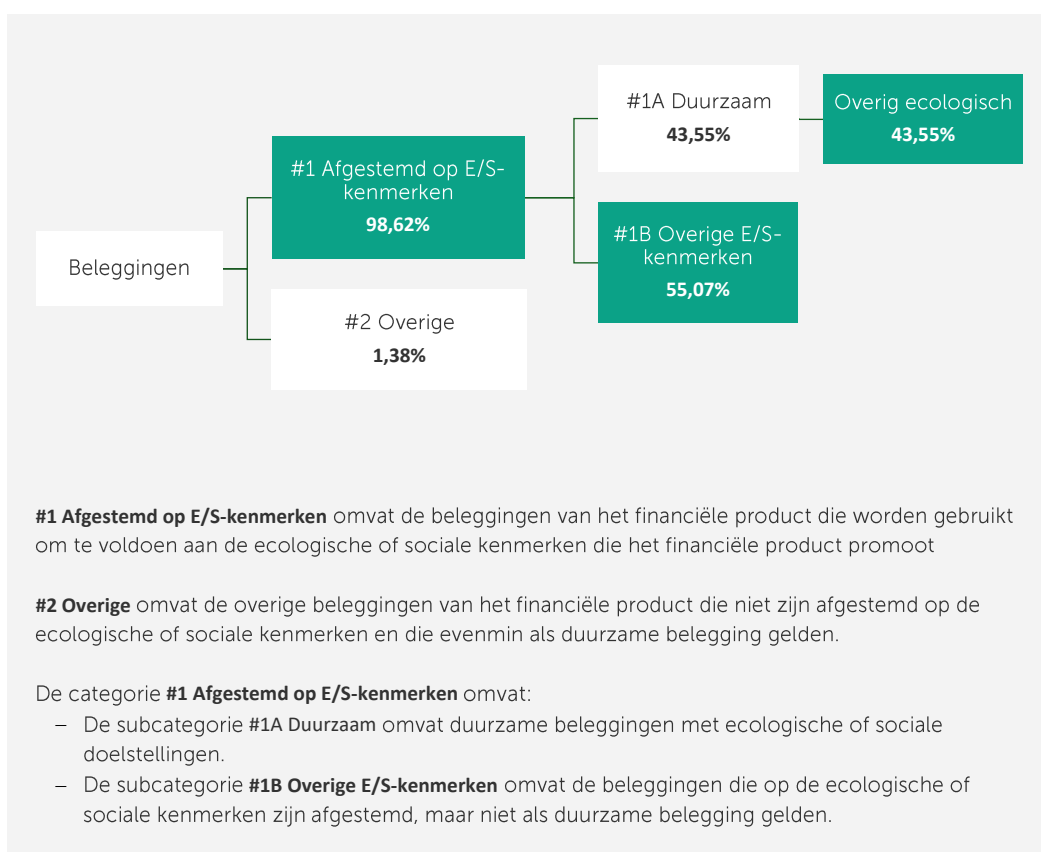 #1A Duurzaam
43,55%
Overig ecologisch
43,55%
#1 Afgestemd op E/S-
kenmerken
98,62%
#1B Overige E/S-
kenmerken
55,07%
Beleggingen
#2 Overige
1,38%
#1 Afgestemd op E/S-kenmerken omvat de beleggingen van het financiële product die worden gebruikt
om te voldoen aan de ecologische of sociale kenmerken die het financiële product promoot
#2 Overige omvat de overige beleggingen van het financiële product die niet zijn afgestemd op de
ecologische of sociale kenmerken en die evenmin als duurzame belegging gelden.
De categorie #1 Afgestemd op E/S-kenmerken omvat:
– De subcategorie #1A Duurzaam omvat duurzame beleggingen met ecologische of sociale
doelstellingen.
– De subcategorie #1B Overige E/S-kenmerken omvat de beleggingen die op de ecologische of
sociale kenmerken zijn afgestemd, maar niet als duurzame belegging gelden.